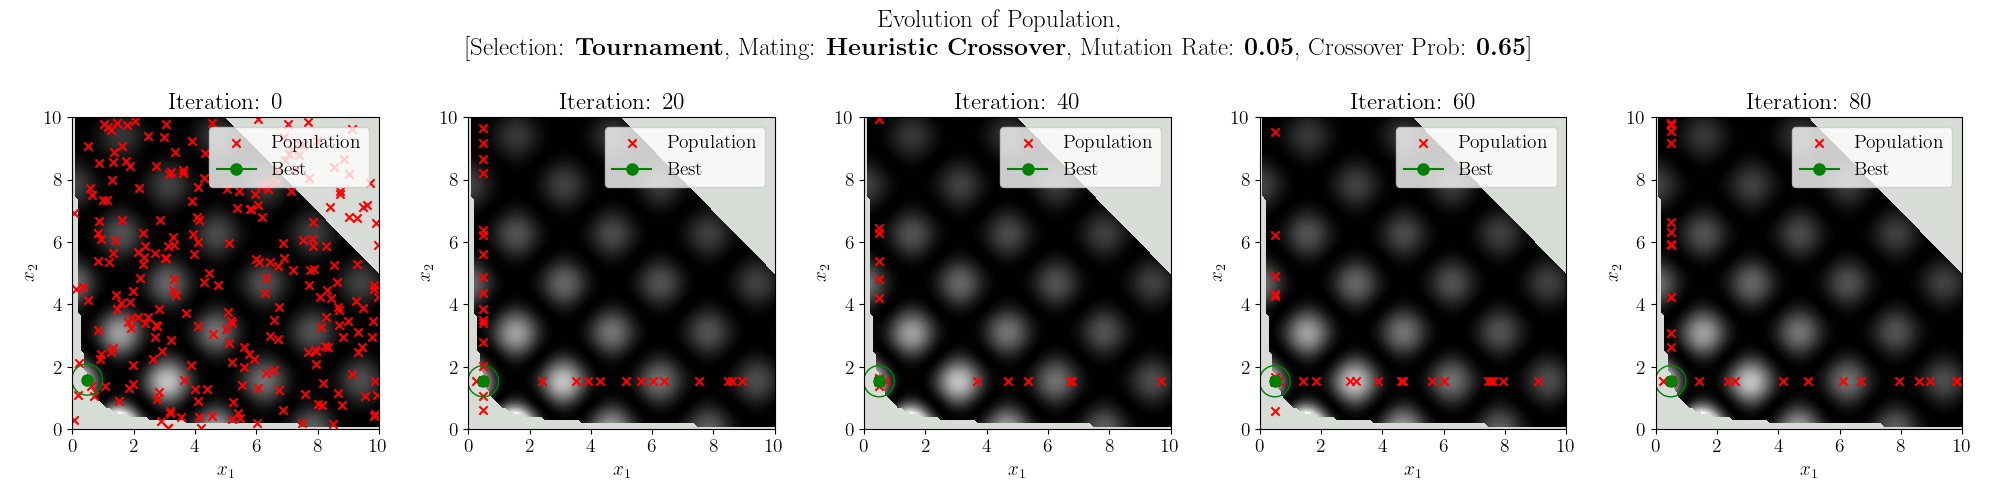 Evolution of Population,
[Selection: Tournament, Mating: Heuristic Crossover, Mutation Rate: 0.05, Crossover Prob: 0.65]
Iteration: 0
10
8
6
4
2
0
x2
0 2 4 6 8 10
x1
Population
Best
Iteration: 20
10
8
6
4
2
0
x2
0 2 4 6 8 10
x1
Population
Best
Iteration: 40
10
8
6
4
2
0
x2
0 2 4 6 8 10
x1
Population
Best
Iteration: 60
10
8
6
4
2
0
x2
0 2 4 6 8 10
x1
Population
Best
Iteration: 80
10
8
6
4
2
0
x2
0 2 4 6 8 10
x1
Population
Best